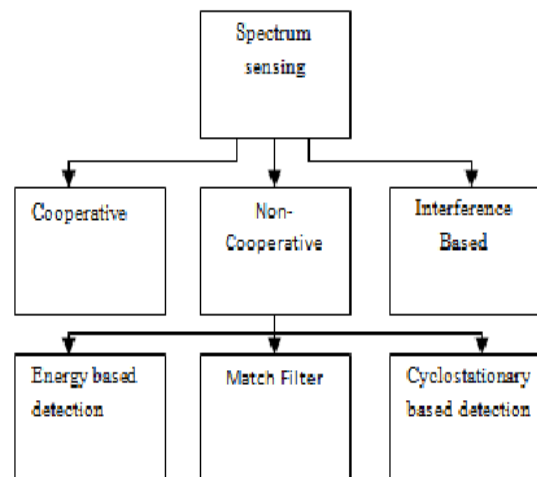 Spectrum
sensing
Cooperative
Non-
Cooperative
Interference
Based
Energy based
detection
Match Filter
Cyclostationary
based detection